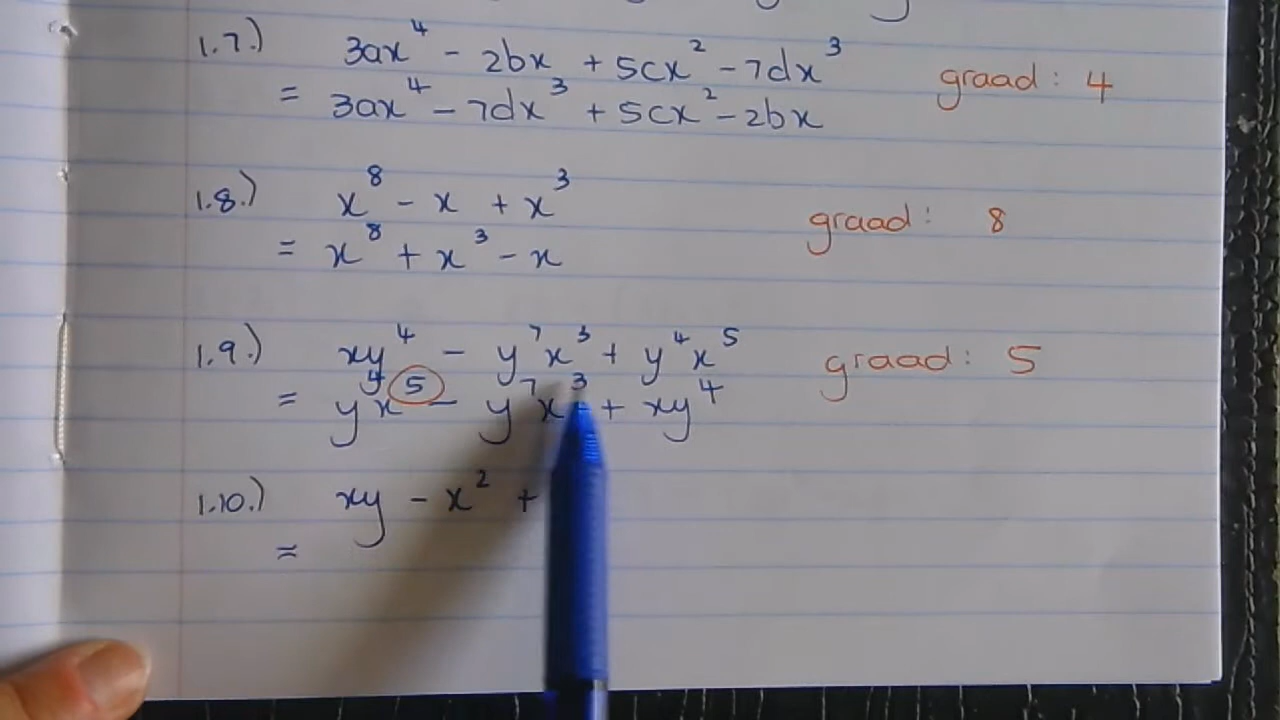 1.7.) 3ax⁴ - 2bx + 5cx² - 7dx³ graad: 4
= 3ax⁴ - 7dx³ + 5cx² - 2bx
1.8.) x⁸ - x + x³ graad: 8
= x⁸ + x³ - x
1.9.) xy⁴ - y⁷x³ + y⁴x⁵ graad: 5
= y⁴x⁵ - y⁷x³ + xy⁴
1.10.) xy - x² +
=